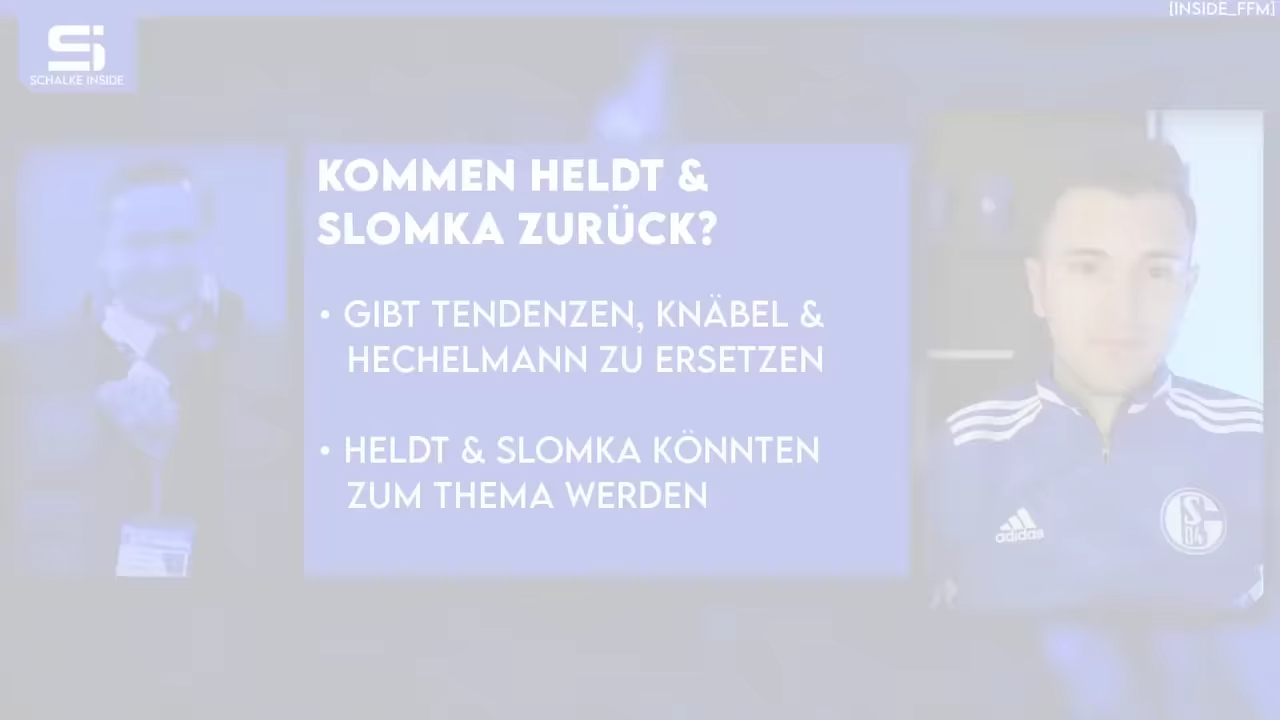 [INSIDE_FFM]
SCHALKE INSIDE
KOMMEN HELDT &
SLOMKA ZURÜCK?
• GIBT TENDENZEN, KNÄBEL &
HECHELMANN ZU ERSETZEN
• HELDT & SLOMKA KÖNNTEN
ZUM THEMA WERDEN
adidas
S04